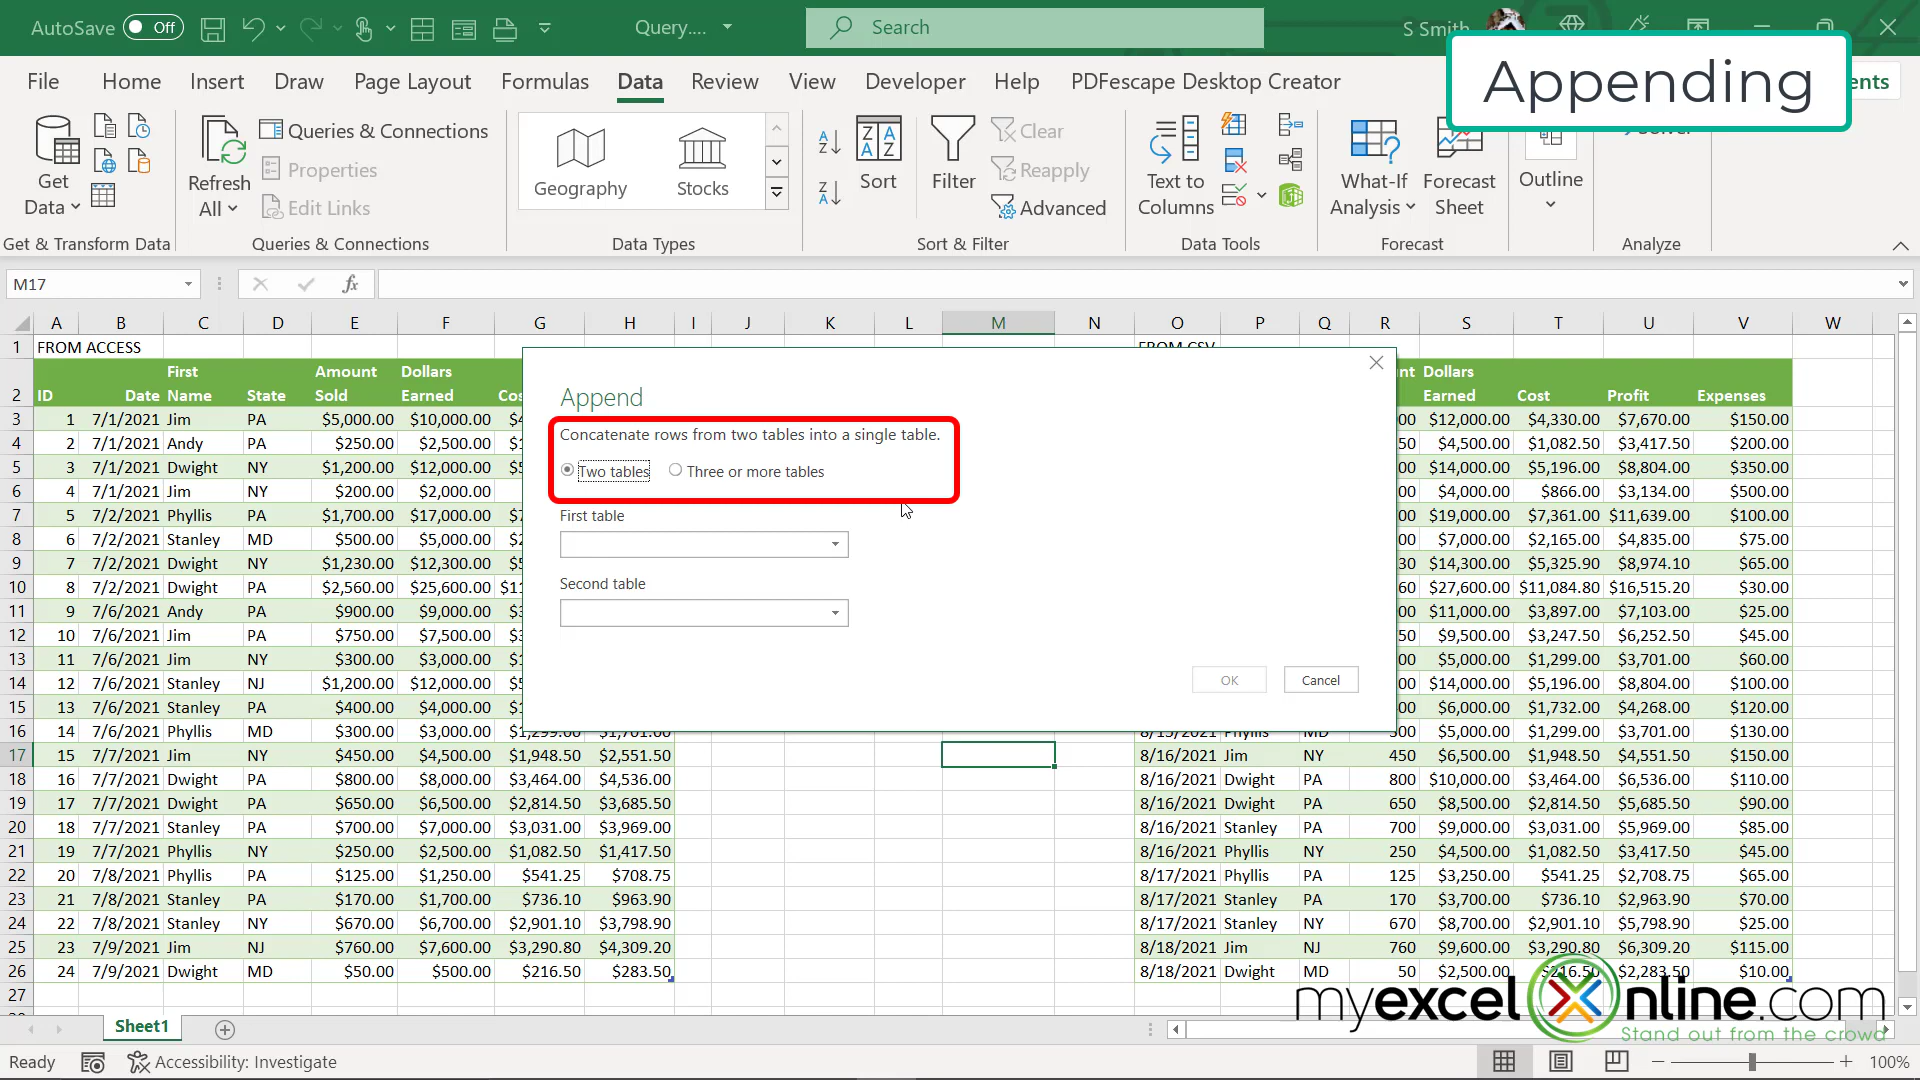 AutoSave Off Query.... Search S Smith
File Home Insert Draw Page Layout Formulas Data Review View Developer Help PDFescape Desktop Creator ents
Appending
Get Data
Refresh All
Queries & Connections
Properties
Edit Links
Geography Stocks
Sort
Filter
Clear
Reapply
Advanced
Text to Columns
What-If Analysis
Forecast Sheet
Outline
Get & Transform Data Queries & Connections Data Types Sort & Filter Data Tools Forecast Analyze
M17 fx
A B C D E F G H I J K L M N O P Q R S T U V W
1 FROM ACCESS FROM CSV
First Amount Dollars nt Dollars
2 ID Date Name State Sold Earned Cos Earned Cost Profit Expenses
3 1 7/1/2021 Jim PA $5,000.00 $10,000.00 00 $12,000.00 $4,330.00 $7,670.00 $150.00
4 2 7/1/2021 Andy PA $250.00 $2,500.00 50 $4,500.00 $1,082.50 $3,417.50 $200.00
5 3 7/1/2021 Dwight NY $1,200.00 $12,000.00 00 $14,000.00 $5,196.00 $8,804.00 $350.00
6 4 7/1/2021 Jim NY $200.00 $2,000.00 00 $4,000.00 $866.00 $3,134.00 $500.00
7 5 7/2/2021 Phyllis PA $1,700.00 $17,000.00 00 $19,000.00 $7,361.00 $11,639.00 $100.00
8 6 7/2/2021 Stanley MD $500.00 $5,000.00 00 $7,000.00 $2,165.00 $4,835.00 $75.00
9 7 7/2/2021 Dwight NY $1,230.00 $12,300.00 30 $14,300.00 $5,325.90 $8,974.10 $65.00
10 8 7/2/2021 Dwight PA $2,560.00 $25,600.00 $11 60 $27,600.00 $11,084.80 $16,515.20 $30.00
11 9 7/6/2021 Andy PA $900.00 $9,000.00 00 $11,000.00 $3,897.00 $7,103.00 $25.00
12 10 7/6/2021 Jim PA $750.00 $7,500.00 50 $9,500.00 $3,247.50 $6,252.50 $45.00
13 11 7/6/2021 Jim NY $300.00 $3,000.00 00 $5,000.00 $1,299.00 $3,701.00 $60.00
14 12 7/6/2021 Stanley NJ $1,200.00 $12,000.00 00 $14,000.00 $5,196.00 $8,804.00 $100.00
15 13 7/6/2021 Stanley PA $400.00 $4,000.00 00 $6,000.00 $1,732.00 $4,268.00 $120.00
16 14 7/6/2021 Phyllis MD $300.00 $3,000.00 $1,299.00 $1,701.00 8/15/2021 Phyllis MD 300 $5,000.00 $1,299.00 $3,701.00 $130.00
17 15 7/7/2021 Jim NY $450.00 $4,500.00 $1,948.50 $2,551.50 8/16/2021 Jim NY 450 $6,500.00 $1,948.50 $4,551.50 $150.00
18 16 7/7/2021 Dwight PA $800.00 $8,000.00 $3,464.00 $4,536.00 8/16/2021 Dwight PA 800 $10,000.00 $3,464.00 $6,536.00 $110.00
19 17 7/7/2021 Dwight PA $650.00 $6,500.00 $2,814.50 $3,685.50 8/16/2021 Dwight PA 650 $8,500.00 $2,814.50 $5,685.50 $90.00
20 18 7/7/2021 Stanley PA $700.00 $7,000.00 $3,031.00 $3,969.00 8/16/2021 Stanley PA 700 $9,000.00 $3,031.00 $5,969.00 $85.00
21 19 7/7/2021 Phyllis NY $250.00 $2,500.00 $1,082.50 $1,417.50 8/16/2021 Phyllis NY 250 $4,500.00 $1,082.50 $3,417.50 $45.00
22 20 7/8/2021 Phyllis PA $125.00 $1,250.00 $541.25 $708.75 8/17/2021 Phyllis PA 125 $3,250.00 $541.25 $2,708.75 $65.00
23 21 7/8/2021 Stanley PA $170.00 $1,700.00 $736.10 $963.90 8/17/2021 Stanley PA 170 $3,700.00 $736.10 $2,963.90 $70.00
24 22 7/8/2021 Stanley NY $670.00 $6,700.00 $2,901.10 $3,798.90 8/17/2021 Stanley NY 670 $8,700.00 $2,901.10 $5,798.90 $25.00
25 23 7/9/2021 Jim NJ $760.00 $7,600.00 $3,290.80 $4,309.20 8/18/2021 Jim NJ 760 $9,600.00 $3,290.80 $6,309.20 $115.00
26 24 7/9/2021 Dwight MD $50.00 $500.00 $216.50 $283.50 8/18/2021 Dwight MD 50 $2,500.00 $216.50 $2,283.50 $10.00
27
Append
Concatenate rows from two tables into a single table.
Two tables Three or more tables
First table
Second table
OK Cancel
myexcelonline.com
Stand out from the crowd
Sheet1
Ready Accessibility: Investigate 100%